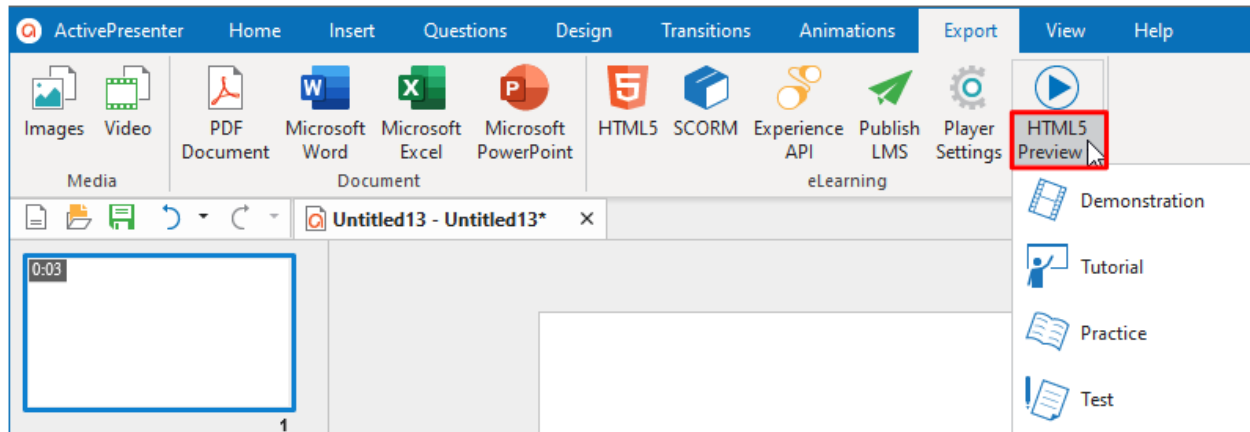 ActivePresenter Home Insert Questions Design Transitions Animations Export View Help
Images Video PDF Document Microsoft Word Microsoft Excel Microsoft PowerPoint HTML5 SCORM Experience API Publish LMS Player Settings HTML5 Preview
Media Document eLearning
Untitled13 - Untitled13*
0:03
1
Demonstration
Tutorial
Practice
Test